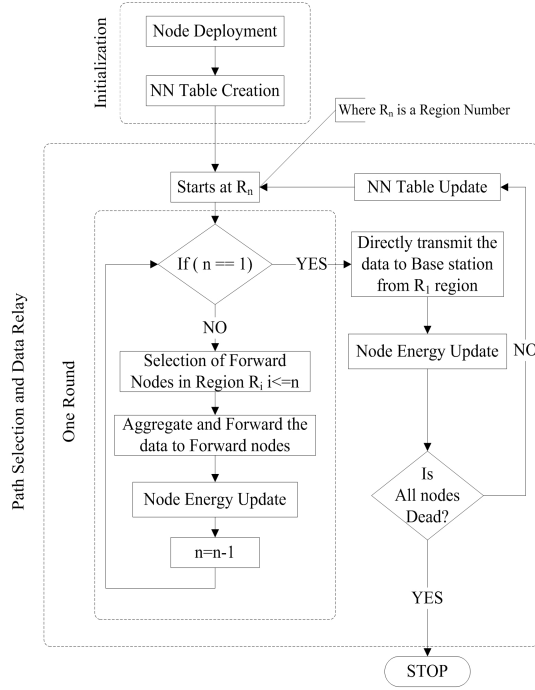 Initialization
Node Deployment
NN Table Creation
Where Rn is a Region Number
Path Selection and Data Relay
Starts at Rn
NN Table Update
One Round
If ( n == 1)
YES
Directly transmit the
data to Base station
from R1 region
NO
Node Energy Update
NO
Selection of Forward
Nodes in Region Ri i<=n
Aggregate and Forward the
data to Forward nodes
Node Energy Update
n=n-1
Is
All nodes
Dead?
YES
STOP